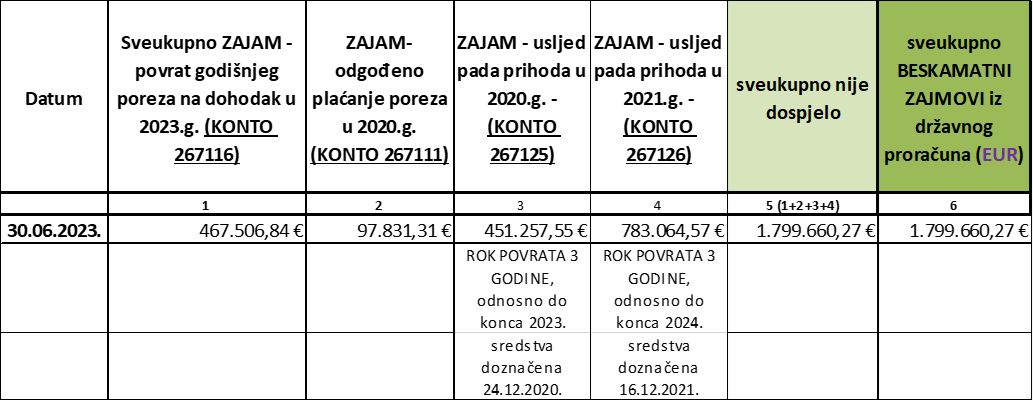 Datum
Sveukupno ZAJAM -
povrat godišnjeg
poreza na dohodak u
2023.g. (KONTO
267116)
ZAJAM-
odgođeno
plaćanje poreza
u 2020.g.
(KONTO 267111)
ZAJAM - usljed
pada prihoda u
2020.g. -
(KONTO
267125)
ZAJAM - usljed
pada prihoda u
2021.g. -
(KONTO
267126)
sveukupno nije
dospjelo
sveukupno
BESKAMATNI
ZAJMOVI iz
državnog
proračuna (EUR)
1 2 3 4 5 (1+2+3+4) 6
30.06.2023. 467.506,84 € 97.831,31 € 451.257,55 € 783.064,57 € 1.799.660,27 € 1.799.660,27 €
ROK POVRATA 3
GODINE,
odnosno do
konca 2023.
ROK POVRATA 3
GODINE,
odnosno do
konca 2024.
sredstva
doznačena
24.12.2020.
sredstva
doznačena
16.12.2021.